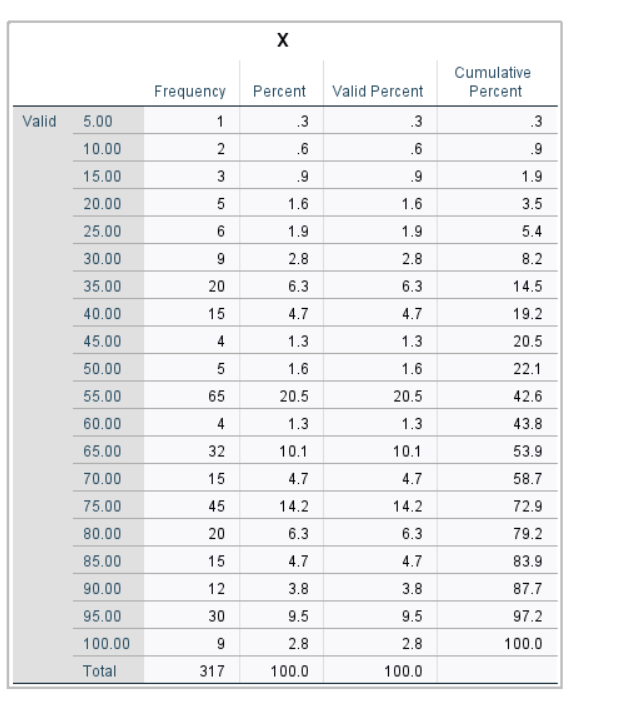 X
Frequency Percent Valid Percent Cumulative Percent
Valid 5.00 1 .3 .3 .3
10.00 2 .6 .6 .9
15.00 3 .9 .9 1.9
20.00 5 1.6 1.6 3.5
25.00 6 1.9 1.9 5.4
30.00 9 2.8 2.8 8.2
35.00 20 6.3 6.3 14.5
40.00 15 4.7 4.7 19.2
45.00 4 1.3 1.3 20.5
50.00 5 1.6 1.6 22.1
55.00 65 20.5 20.5 42.6
60.00 4 1.3 1.3 43.8
65.00 32 10.1 10.1 53.9
70.00 15 4.7 4.7 58.7
75.00 45 14.2 14.2 72.9
80.00 20 6.3 6.3 79.2
85.00 15 4.7 4.7 83.9
90.00 12 3.8 3.8 87.7
95.00 30 9.5 9.5 97.2
100.00 9 2.8 2.8 100.0
Total 317 100.0 100.0